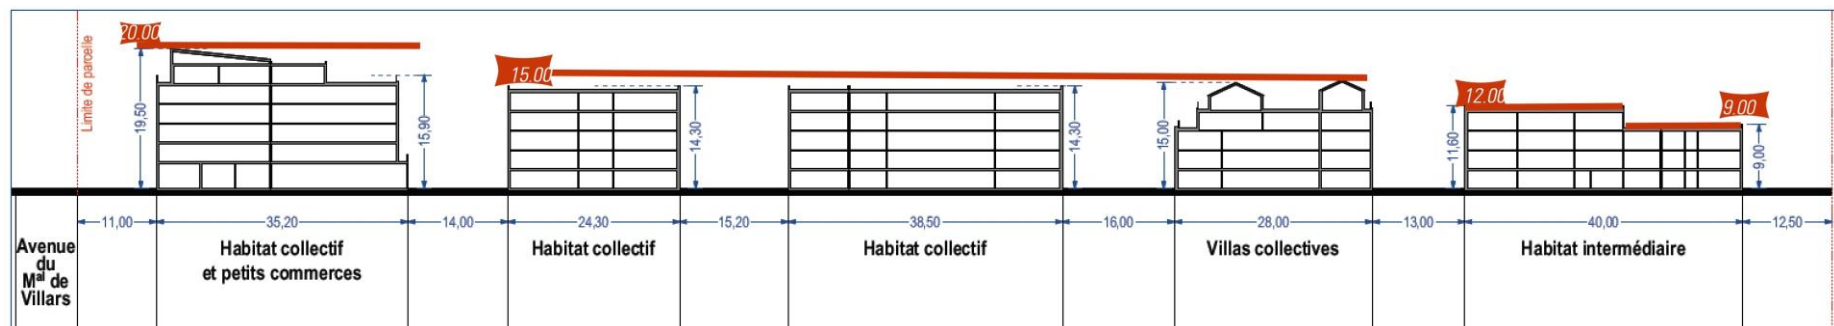 20.00
Limite de parcelle
19,50
15,90
15.00
14,30
14,30
15,00
12.00
9.00
11,60
9,00
11,00
35,20
14,00
24,30
15,20
38,50
16,00
28,00
13,00
40,00
12,50
Avenue
du
Mal de
Villars
Habitat collectif
et petits commerces
Habitat collectif
Habitat collectif
Villas collectives
Habitat intermédiaire